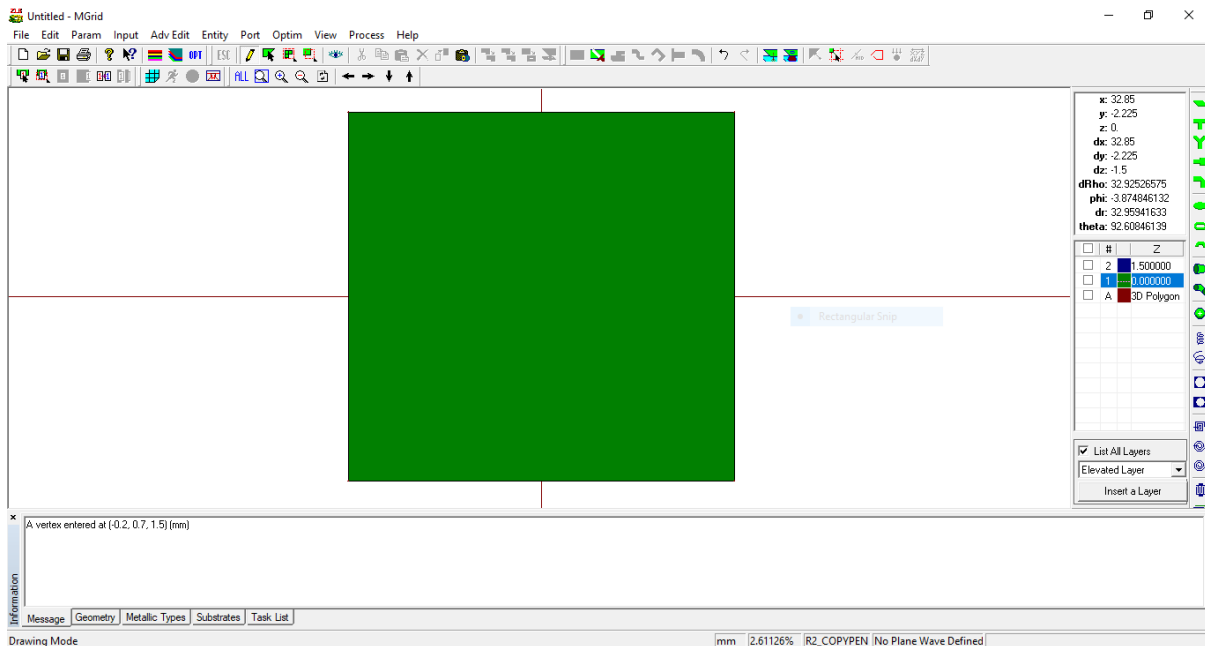 Untitled - MGrid
File Edit Param Input Adv Edit Entity Port Optim View Process Help
OPT ESC
ALL
x: 32.85
y: -2.225
z: 0.
dx: 32.85
dy: -2.225
dz: -1.5
dRho: 32.92526575
phi: -3.874846132
dr: 32.95941633
theta: 92.60846139
# Z
2 1.500000
1 0.000000
A 3D Polygon
Rectangular Snip
List All Layers
Elevated Layer
Insert a Layer
A vertex entered at (-0.2, 0.7, 1.5) (mm)
Information
Message Geometry Metallic Types Substrates Task List
Drawing Mode mm 2.61126% R2_COPYPEN No Plane Wave Defined